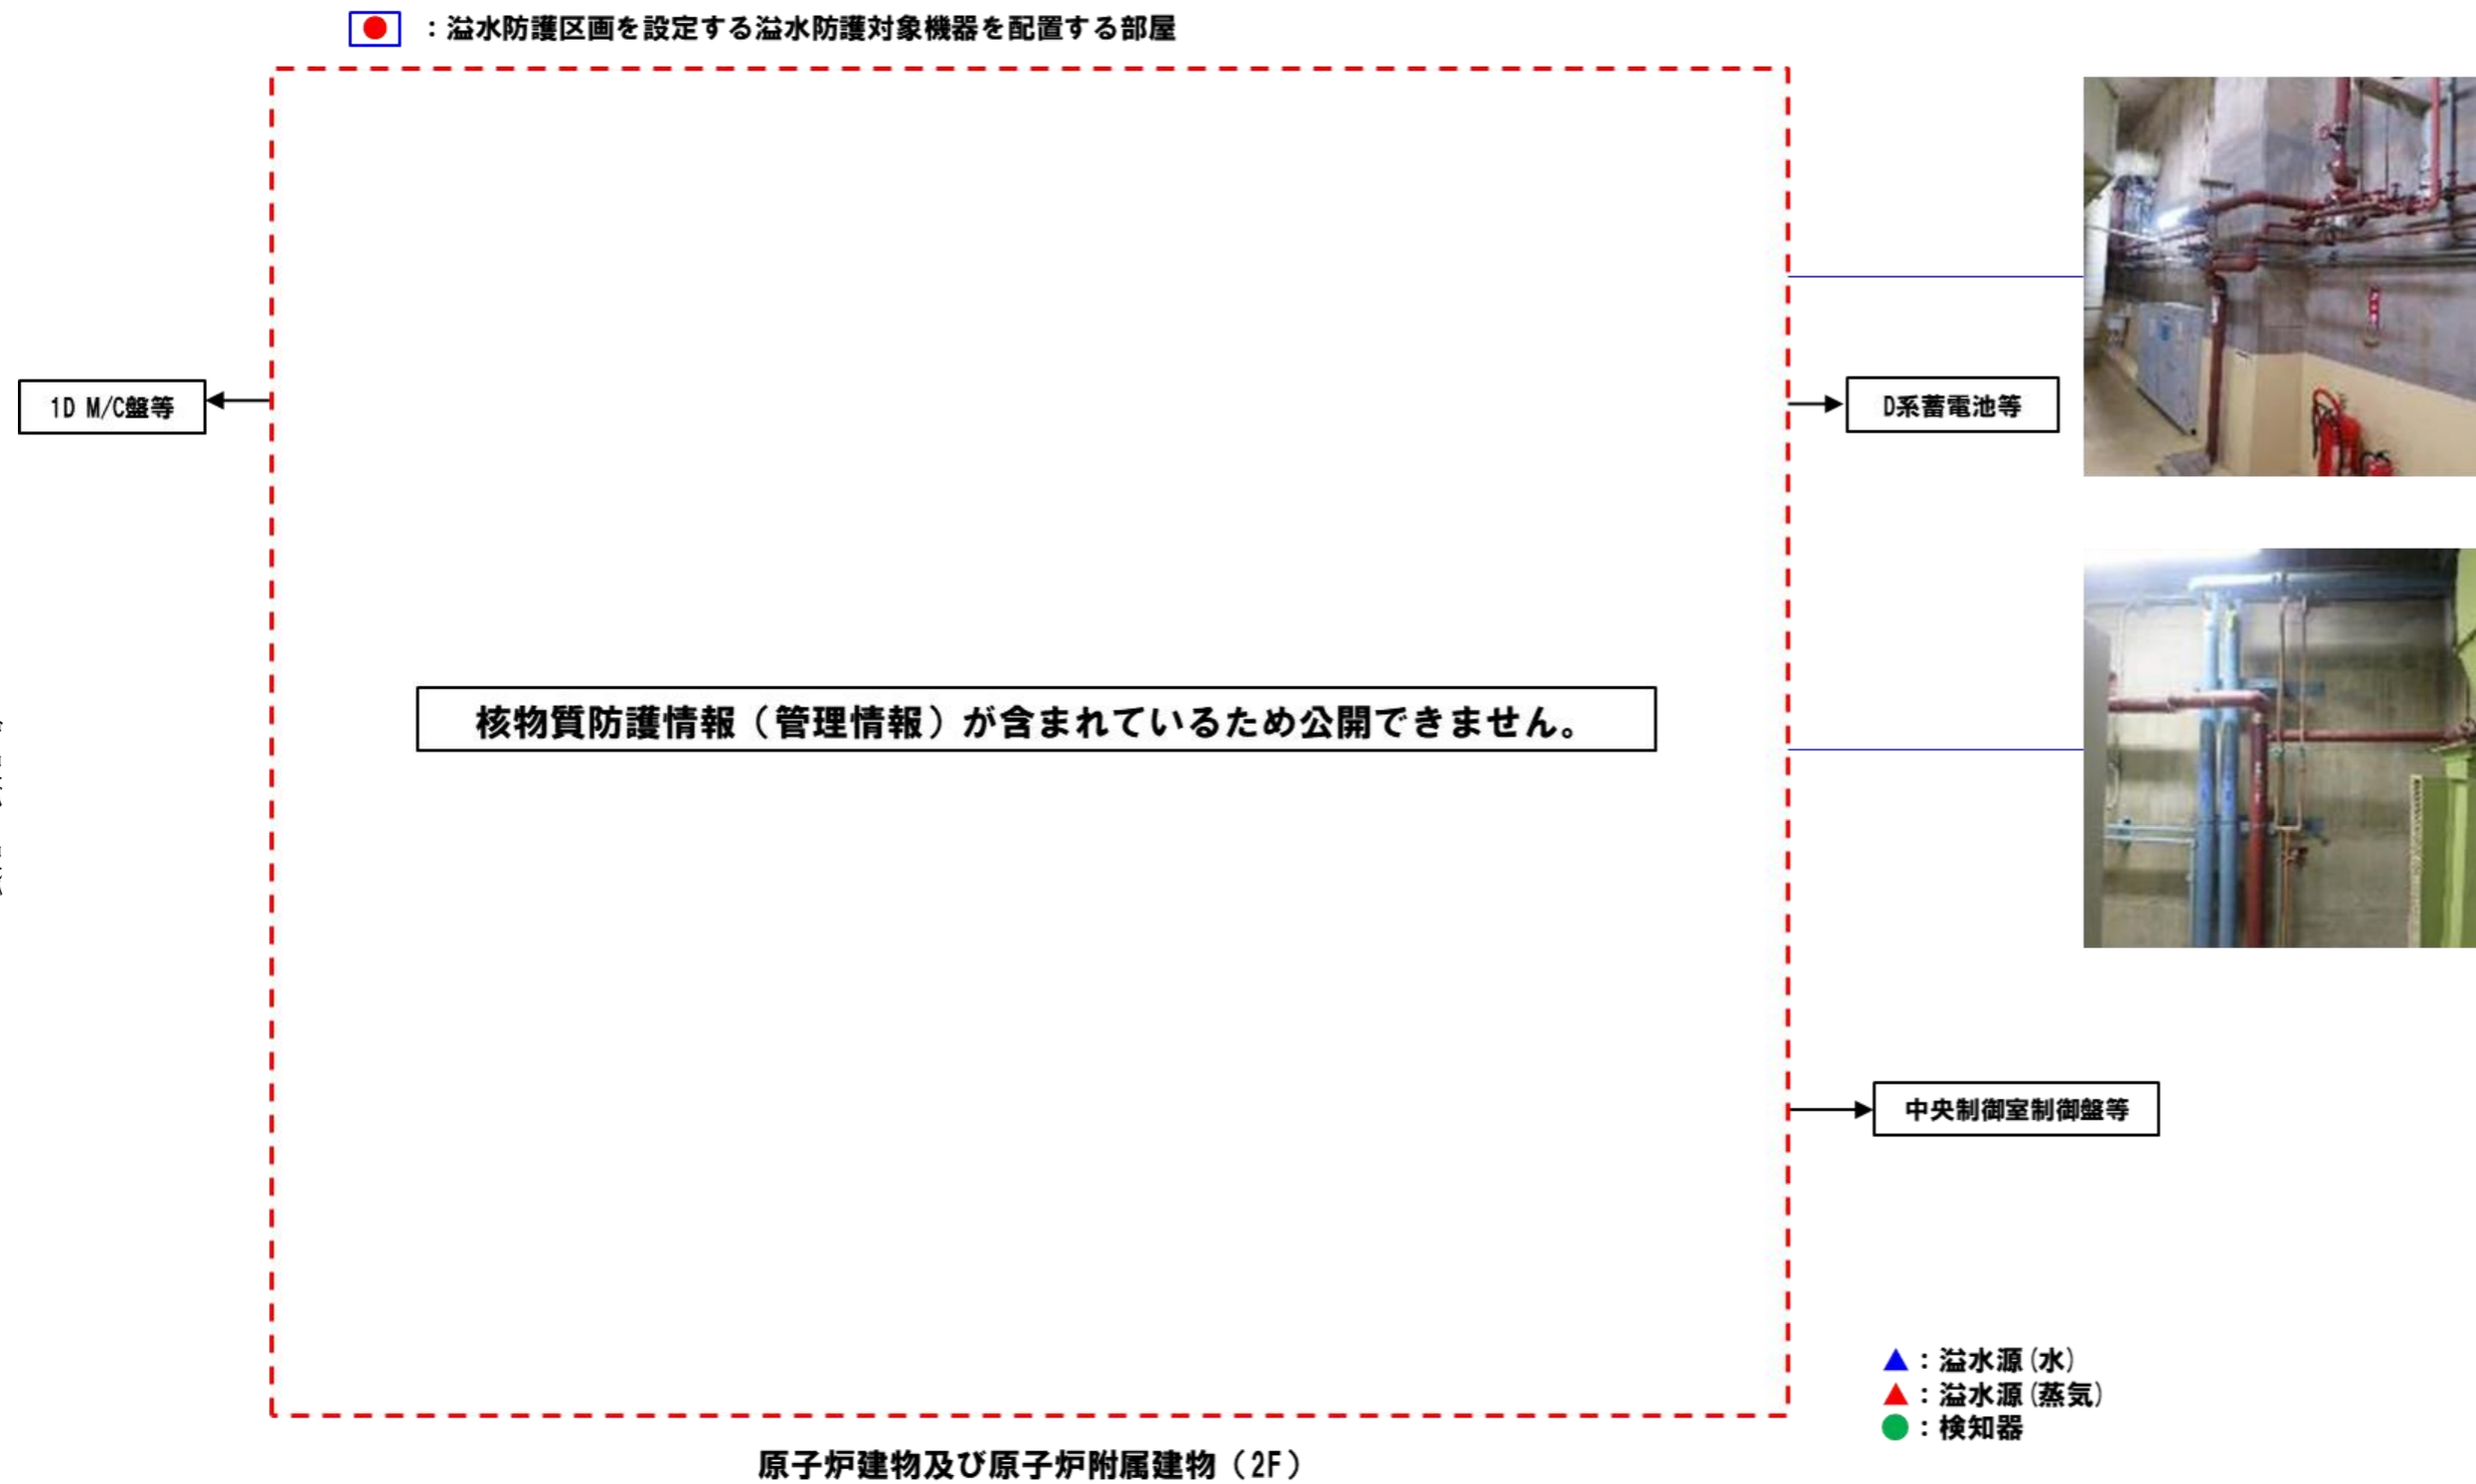 ：溢水防護区画を設定する溢水防護対象機器を配置する部屋
1D M/C盤等
D系蓄電池等
核物質防護情報（管理情報）が含まれているため公開できません。
中央制御室制御盤等
▲：溢水源(水)
▲：溢水源(蒸気)
●：検知器
原子炉建物及び原子炉附属建物（2F）